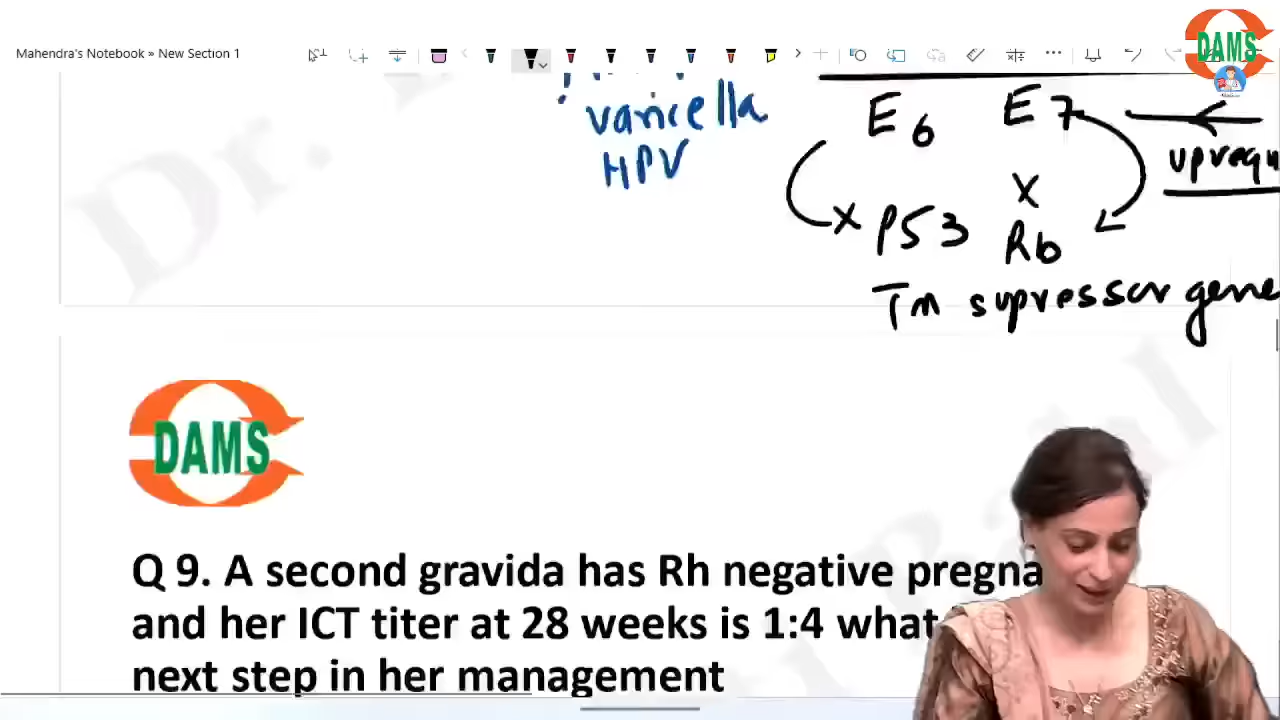 Mahendra's Notebook » New Section 1
DAMS
varicella
HPV
E6 E7
upregu
x P53 x Rb
Tm supressor gene
DAMS
Q 9. A second gravida has Rh negative pregna
and her ICT titer at 28 weeks is 1:4 what
next step in her management